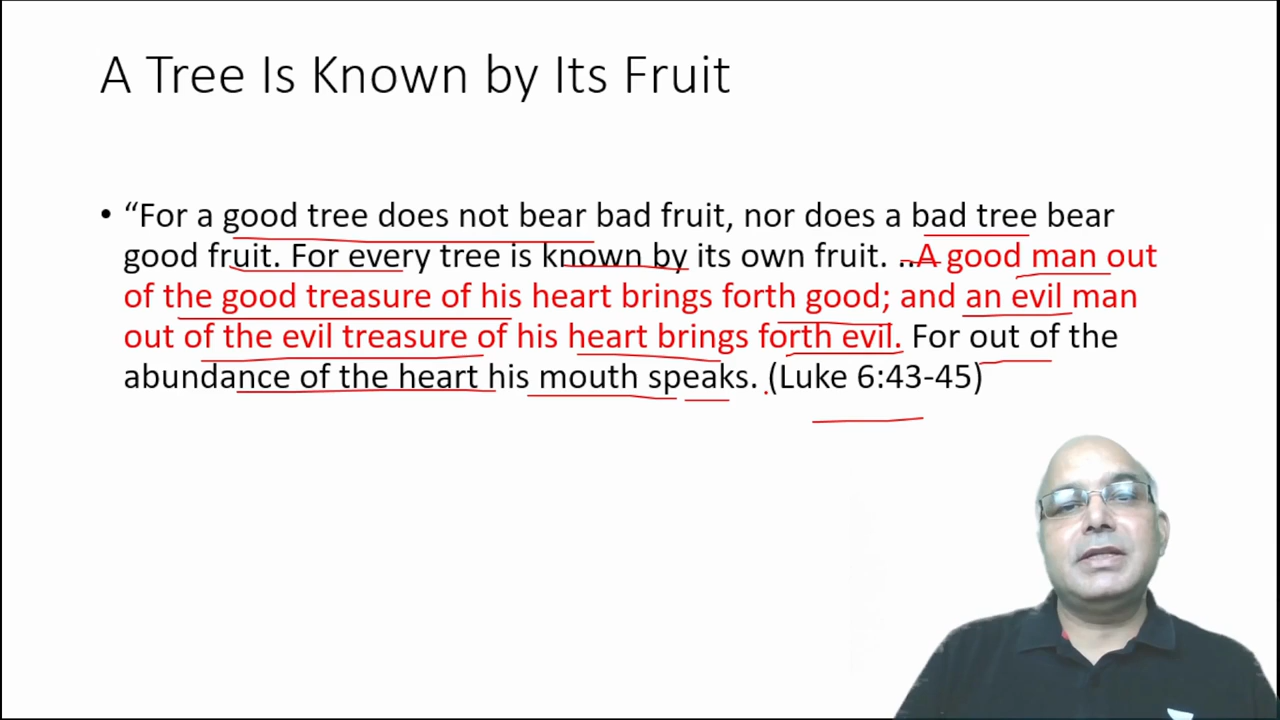 A Tree Is Known by Its Fruit
• “For a good tree does not bear bad fruit, nor does a bad tree bear
good fruit. For every tree is known by its own fruit. ..A good man out
of the good treasure of his heart brings forth good; and an evil man
out of the evil treasure of his heart brings forth evil. For out of the
abundance of the heart his mouth speaks. (Luke 6:43-45)